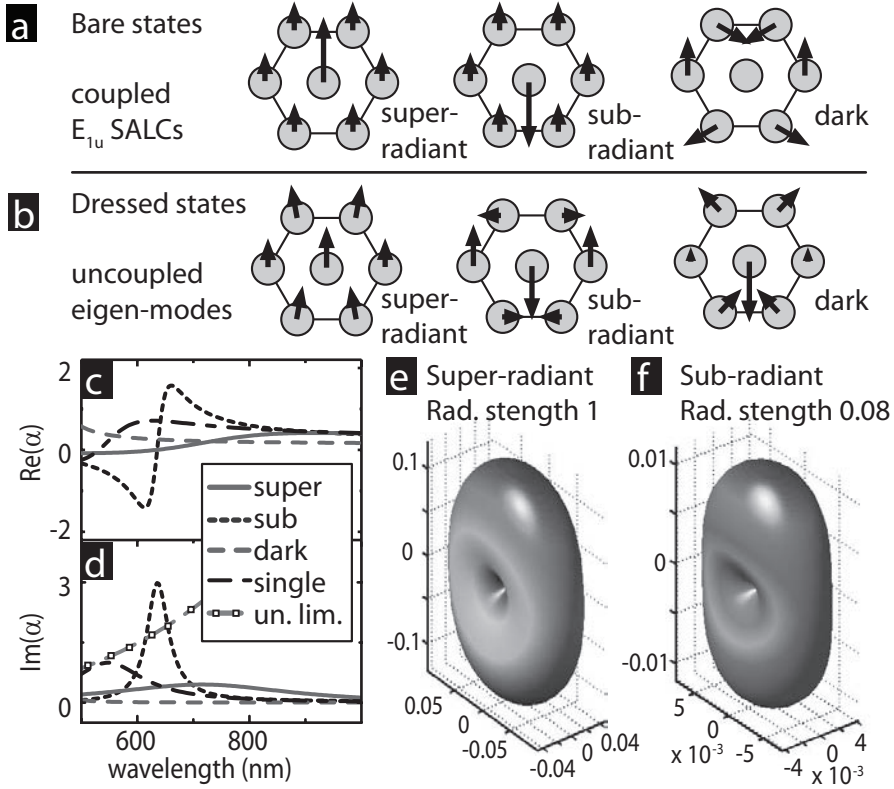 a Bare states
coupled
E1u SALCs
super-
radiant
sub-
radiant
dark
b Dressed states
uncoupled
eigen-modes
super-
radiant
sub-
radiant
dark
c
2
0
-2
Re(α)
super
sub
dark
single
un. lim.
d
3
0
Im(α)
600 800
wavelength (nm)
e Super-radiant
Rad. stength 1
0.1
0
-0.1
0.05
0
-0.05
-0.04
0 0.04
f Sub-radiant
Rad. stength 0.08
0.01
0
-0.01
5
0
-5
x 10-3
-4
0
4
x 10-3